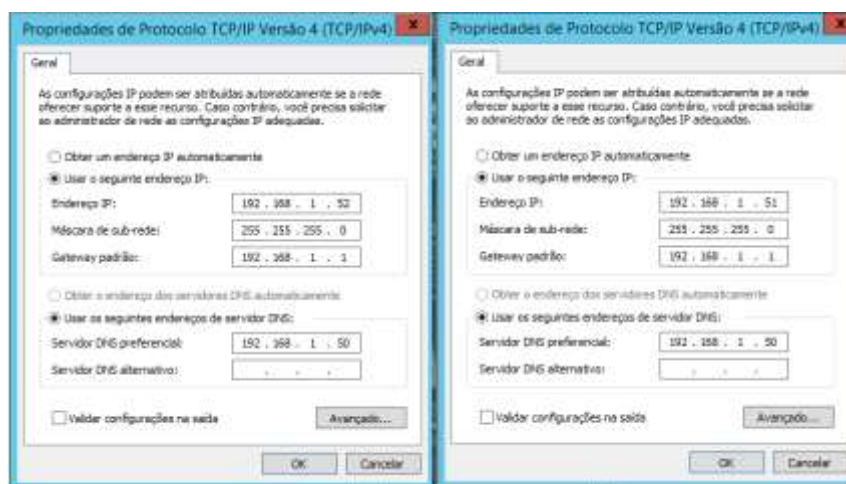 Propriedades de Protocolo TCP/IP Versão 4 (TCP/IPv4)
x
Geral
As configurações IP podem ser atribuídas automaticamente se a rede
oferecer suporte a esse recurso. Caso contrário, você precisa solicitar
ao administrador de rede as configurações IP adequadas.
Obter um endereço IP automaticamente
Usar o seguinte endereço IP:
Endereço IP: 192 . 168 . 1 . 52
Máscara de sub-rede: 255 . 255 . 255 . 0
Gateway padrão: 192 . 168 . 1 . 1
Obter o endereço dos servidores DNS automaticamente
Usar os seguintes endereços de servidor DNS:
Servidor DNS preferencial: 192 . 168 . 1 . 50
Servidor DNS alternativo: . . .
Validar configurações na saída
Avançado...
OK Cancelar
Propriedades de Protocolo TCP/IP Versão 4 (TCP/IPv4)
x
Geral
As configurações IP podem ser atribuídas automaticamente se a rede
oferecer suporte a esse recurso. Caso contrário, você precisa solicitar
ao administrador de rede as configurações IP adequadas.
Obter um endereço IP automaticamente
Usar o seguinte endereço IP:
Endereço IP: 192 . 168 . 1 . 51
Máscara de sub-rede: 255 . 255 . 255 . 0
Gateway padrão: 192 . 168 . 1 . 1
Obter o endereço dos servidores DNS automaticamente
Usar os seguintes endereços de servidor DNS:
Servidor DNS preferencial: 192 . 168 . 1 . 50
Servidor DNS alternativo: . . .
Validar configurações na saída
Avançado...
OK Cancelar